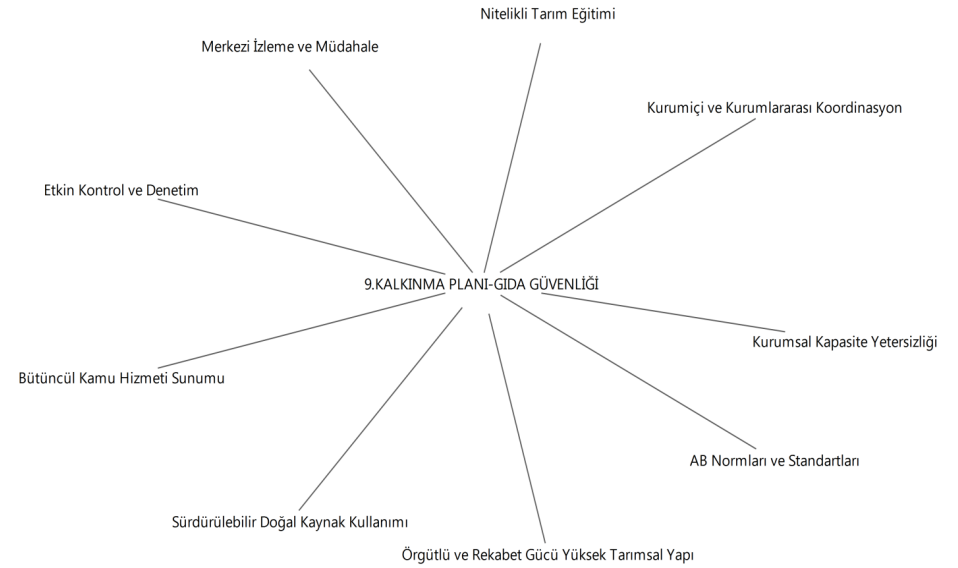 Nitelikli Tarım Eğitimi
Merkezi İzleme ve Müdahale
Kurumiçi ve Kurumlararası Koordinasyon
Etkin Kontrol ve Denetim
9.KALKINMA PLANI-GIDA GÜVENLİĞİ
Kurumsal Kapasite Yetersizliği
Bütüncül Kamu Hizmeti Sunumu
AB Normları ve Standartları
Sürdürülebilir Doğal Kaynak Kullanımı
Örgütlü ve Rekabet Gücü Yüksek Tarımsal Yapı